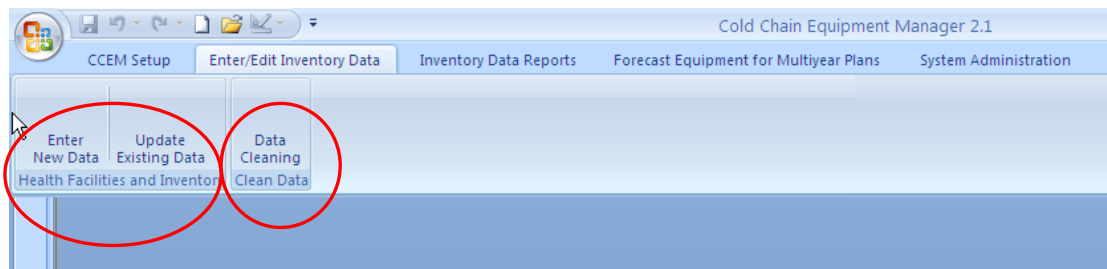 Cold Chain Equipment Manager 2.1
CCEM Setup Enter/Edit Inventory Data Inventory Data Reports Forecast Equipment for Multiyear Plans System Administration
Enter Update Data
New Data Existing Data Cleaning
Health Facilities and Inventor Clean Data